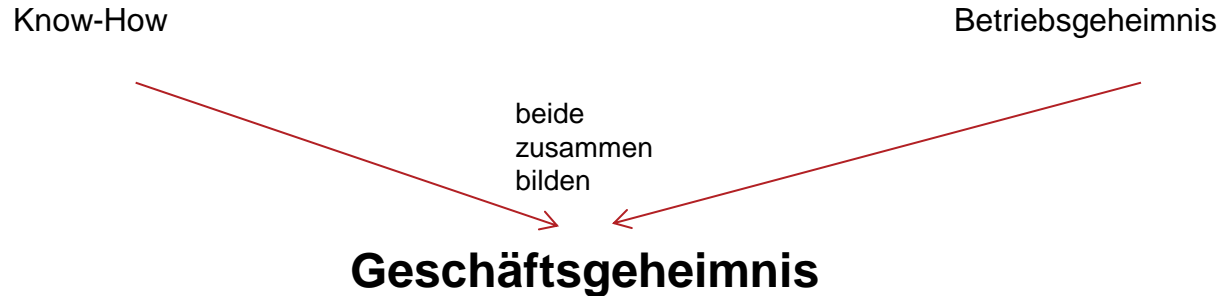 Know-How
Betriebsgeheimnis
beide
zusammen
bilden
Geschäftsgeheimnis